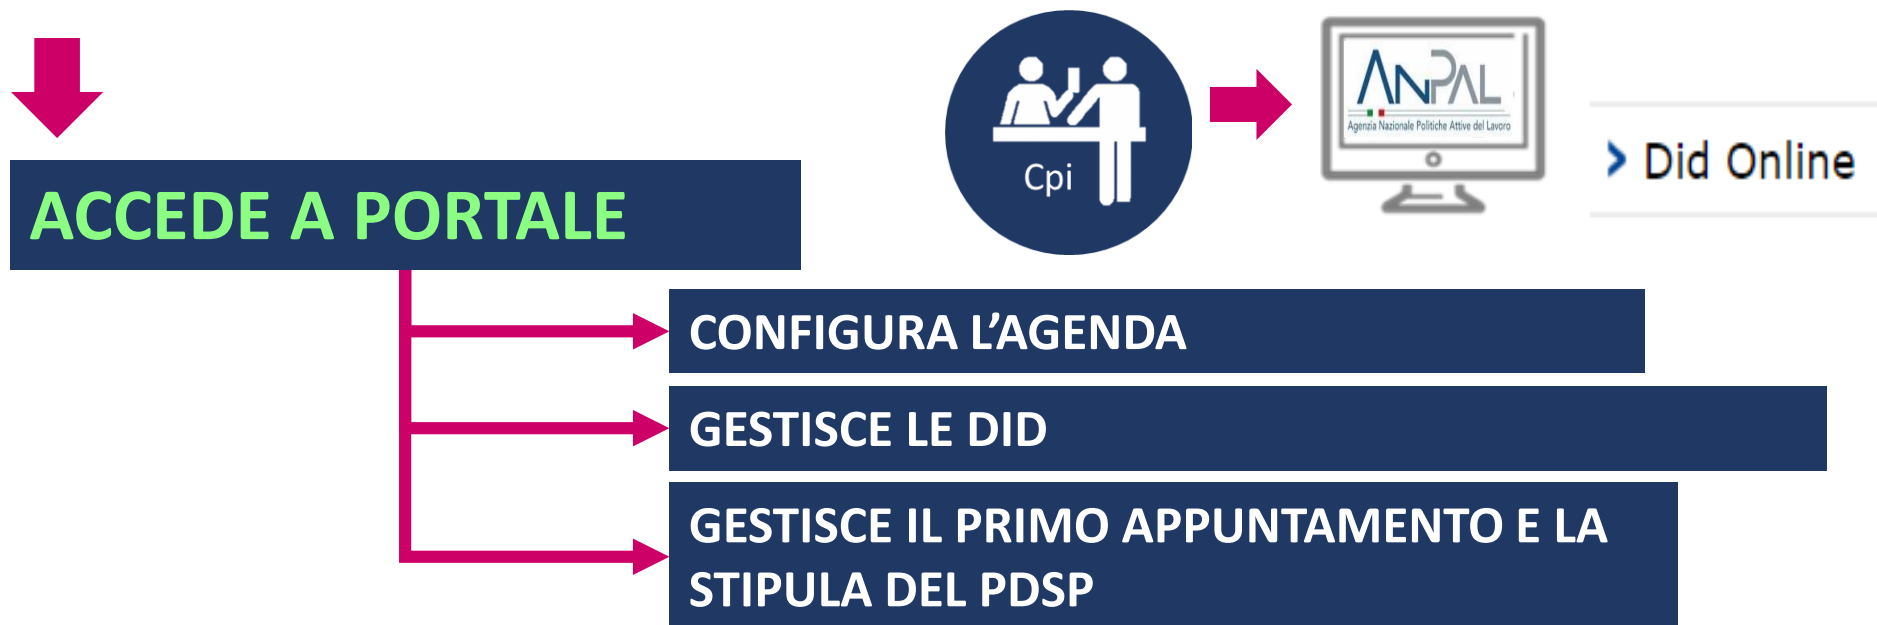 Cpi
ANPAL
Agenzia Nazionale Politiche Attive del Lavoro
Did Online
ACCEDE A PORTALE
CONFIGURA L’AGENDA
GESTISCE LE DID
GESTISCE IL PRIMO APPUNTAMENTO E LA
STIPULA DEL PDSP